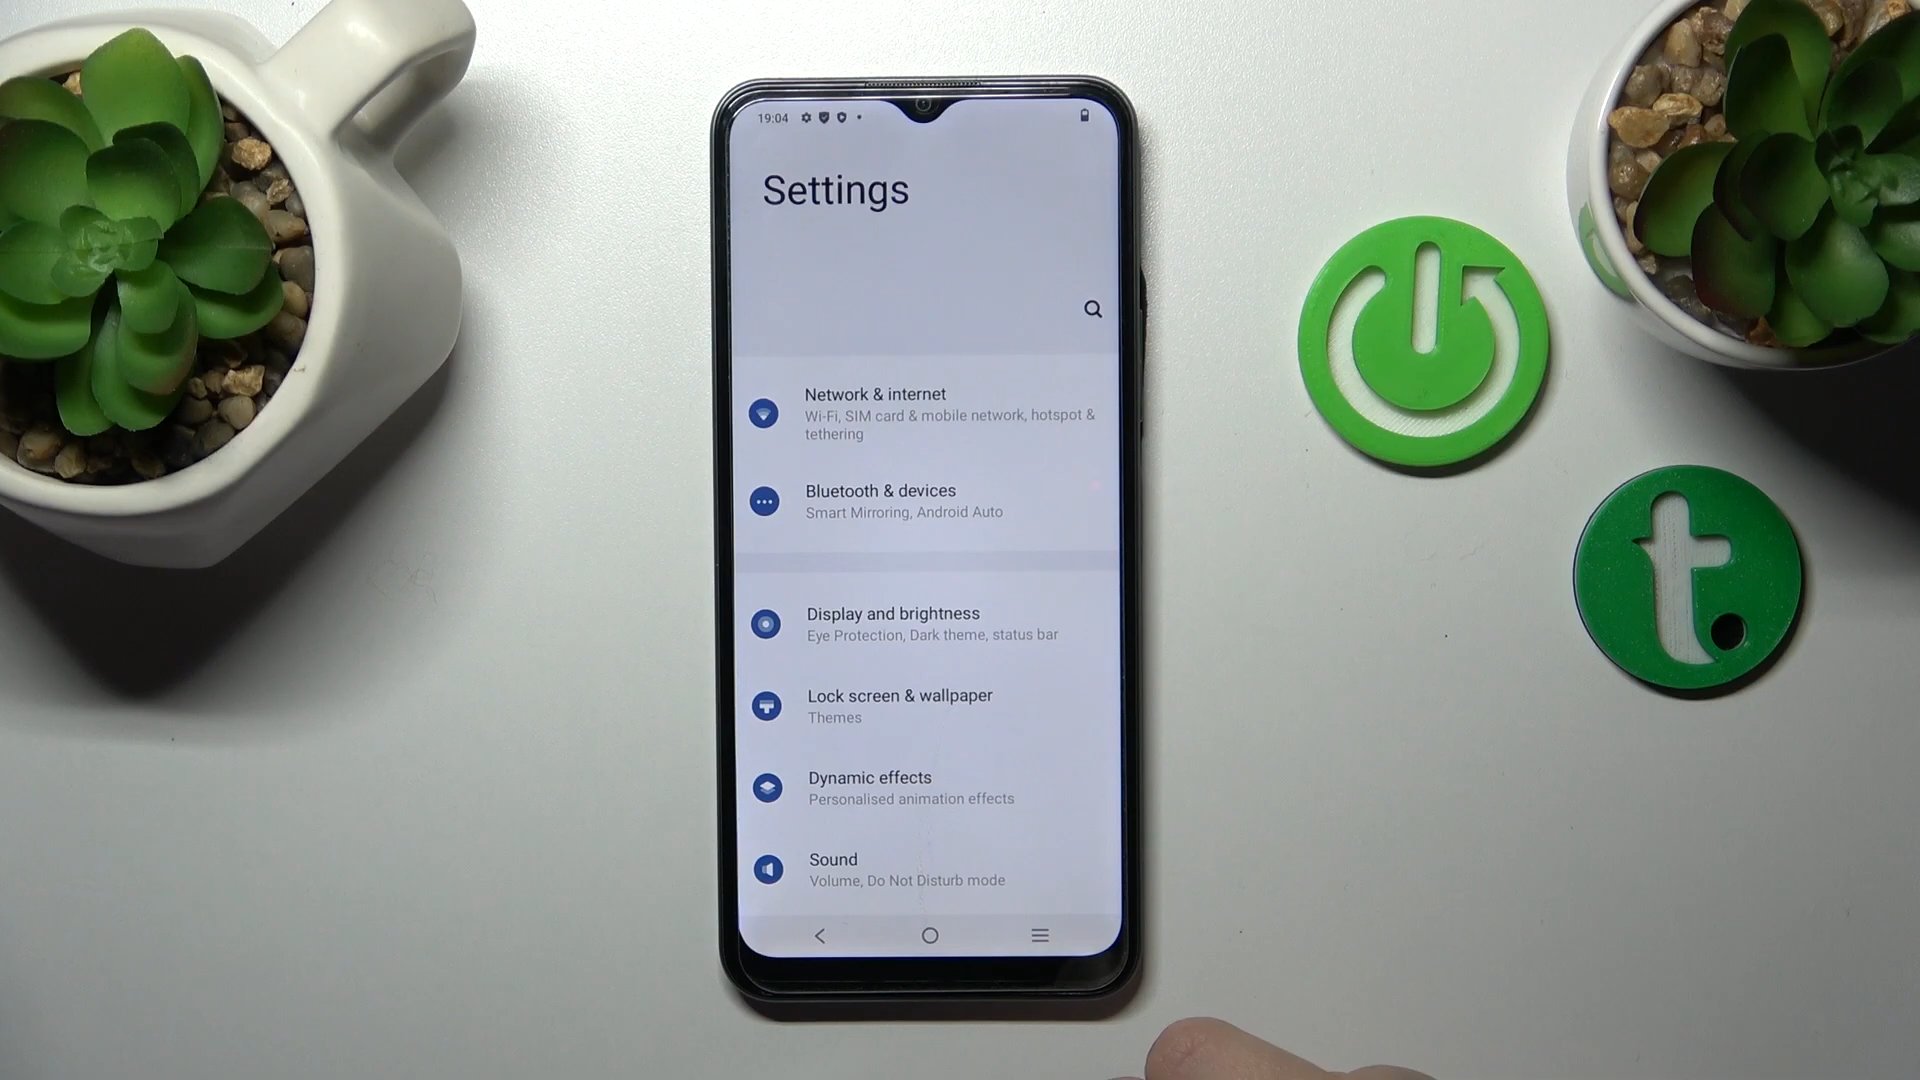 19:04
Settings
Network & internet
Wi-Fi, SIM card & mobile network, hotspot &
tethering
Bluetooth & devices
Smart Mirroring, Android Auto
Display and brightness
Eye Protection, Dark theme, status bar
Lock screen & wallpaper
Themes
Dynamic effects
Personalised animation effects
Sound
Volume, Do Not Disturb mode
t.